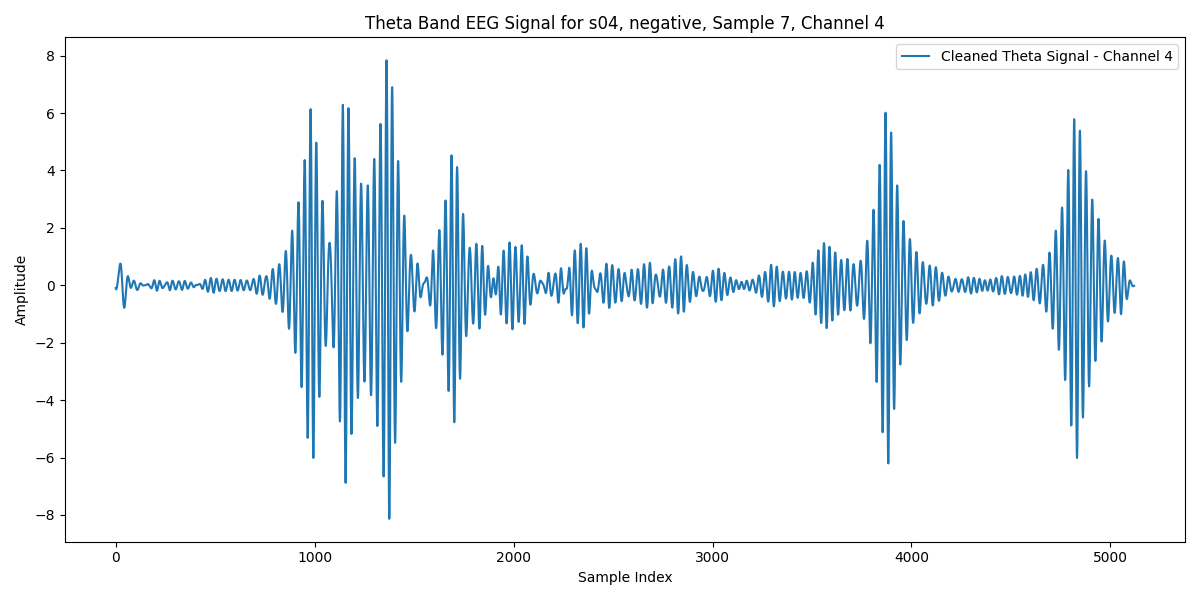 Theta Band EEG Signal for s04, negative, Sample 7, Channel 4
Cleaned Theta Signal - Channel 4
Amplitude
8
6
4
2
0
−2
−4
−6
−8
0 1000 2000 3000 4000 5000
Sample Index